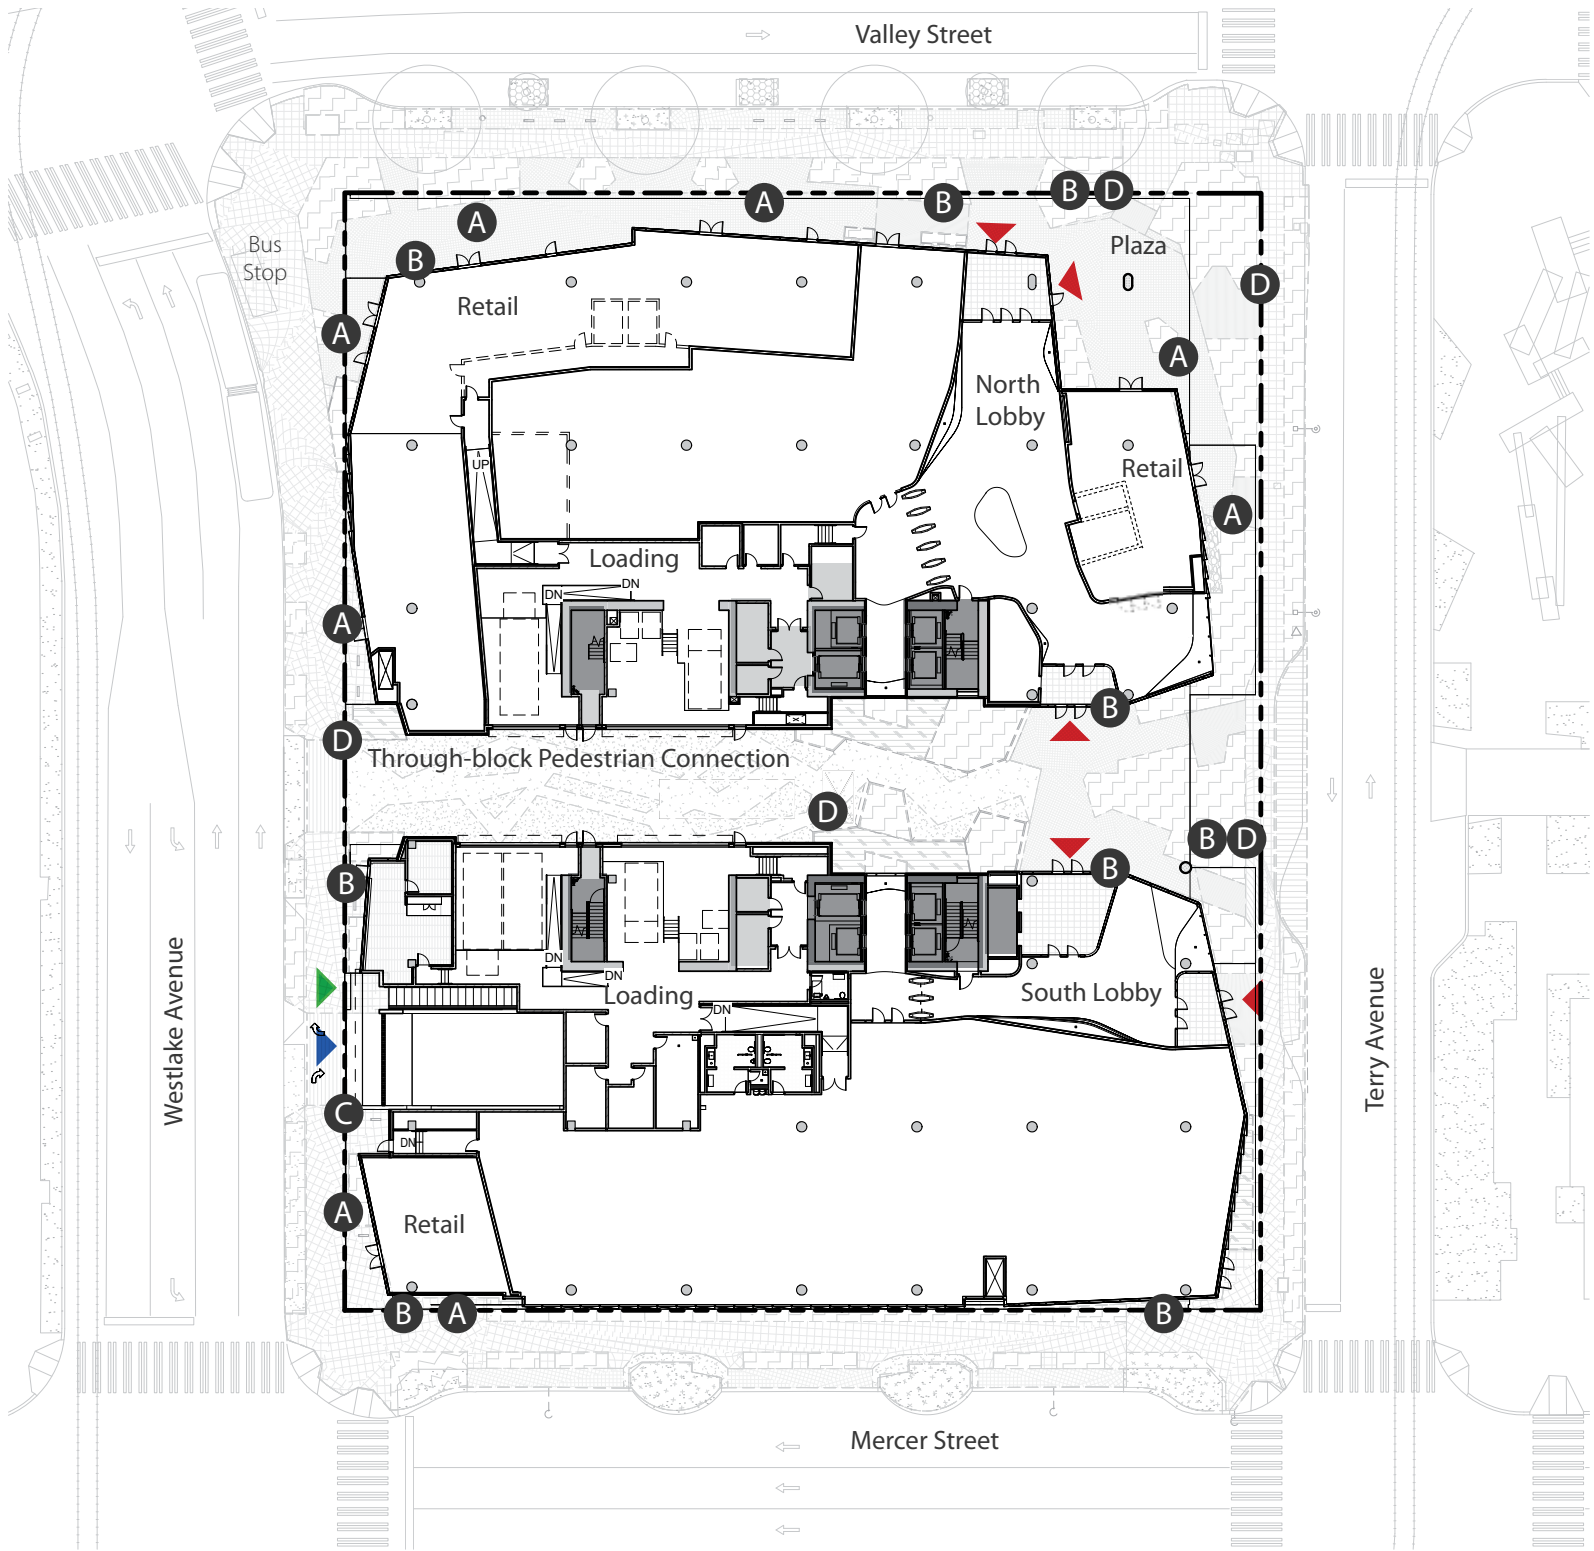 Valley Street
B D
A
B
A
Bus
Stop
Plaza
B
D
Retail
A
A
North
Lobby
Retail
UP
A
Loading
DN
DN
A
B
D
Through-block Pedestrian Connection
D
B D
B
B
DN
DN
Loading
South Lobby
DN
Westlake Avenue
Terry Avenue
C
DN
A
Retail
B
A
B
Mercer Street